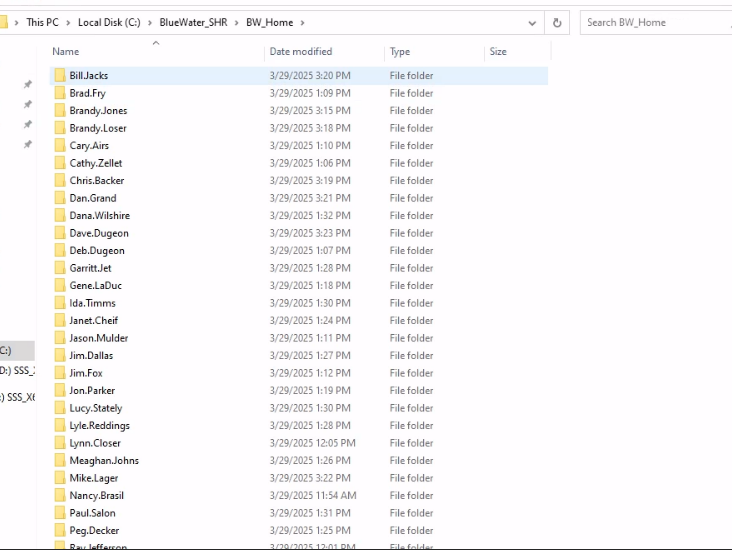 This PC > Local Disk (C:) > BlueWater_SHR > BW_Home > Search BW_Home
Name Date modified Type Size
Bill.Jacks 3/29/2025 3:20 PM File folder
Brad.Fry 3/29/2025 1:09 PM File folder
Brandy.Jones 3/29/2025 3:15 PM File folder
Brandy.Loser 3/29/2025 3:18 PM File folder
Cary.Airs 3/29/2025 1:10 PM File folder
Cathy.Zellet 3/29/2025 1:06 PM File folder
Chris.Backer 3/29/2025 3:19 PM File folder
Dan.Grand 3/29/2025 3:21 PM File folder
Dana.Wilshire 3/29/2025 1:32 PM File folder
Dave.Dugeon 3/29/2025 3:23 PM File folder
Deb.Dugeon 3/29/2025 1:07 PM File folder
Garritt.Jet 3/29/2025 1:28 PM File folder
Gene.LaDuc 3/29/2025 1:18 PM File folder
Ida.Timms 3/29/2025 1:30 PM File folder
Janet.Cheif 3/29/2025 1:24 PM File folder
Jason.Mulder 3/29/2025 1:11 PM File folder
C:)
Jim.Dallas 3/29/2025 1:27 PM File folder
D:) SSS_
Jim.Fox 3/29/2025 1:12 PM File folder
Jon.Parker 3/29/2025 1:19 PM File folder
:) SSS_X6
Lucy.Stately 3/29/2025 1:30 PM File folder
Lyle.Reddings 3/29/2025 1:28 PM File folder
Lynn.Closer 3/29/2025 12:05 PM File folder
Meaghan.Johns 3/29/2025 1:26 PM File folder
Mike.Lager 3/29/2025 3:22 PM File folder
Nancy.Brasil 3/29/2025 11:54 AM File folder
Paul.Salon 3/29/2025 1:31 PM File folder
Peg.Decker 3/29/2025 1:25 PM File folder
Ray.Jefferson 3/29/2025 12:01 PM File folder